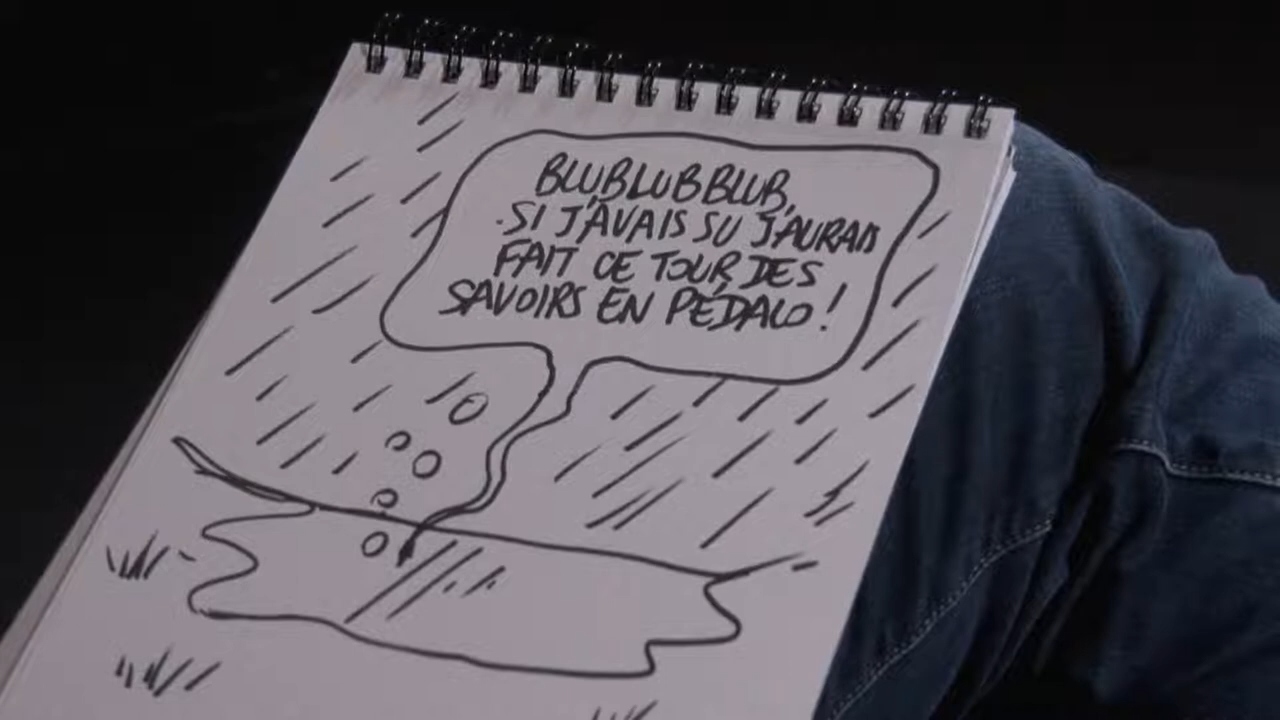 BLUBLUBBLUB,
SI J'AVAIS SU J'AURAIS
FAIT CE TOUR DES
SAVOIRS EN PÉDALO !